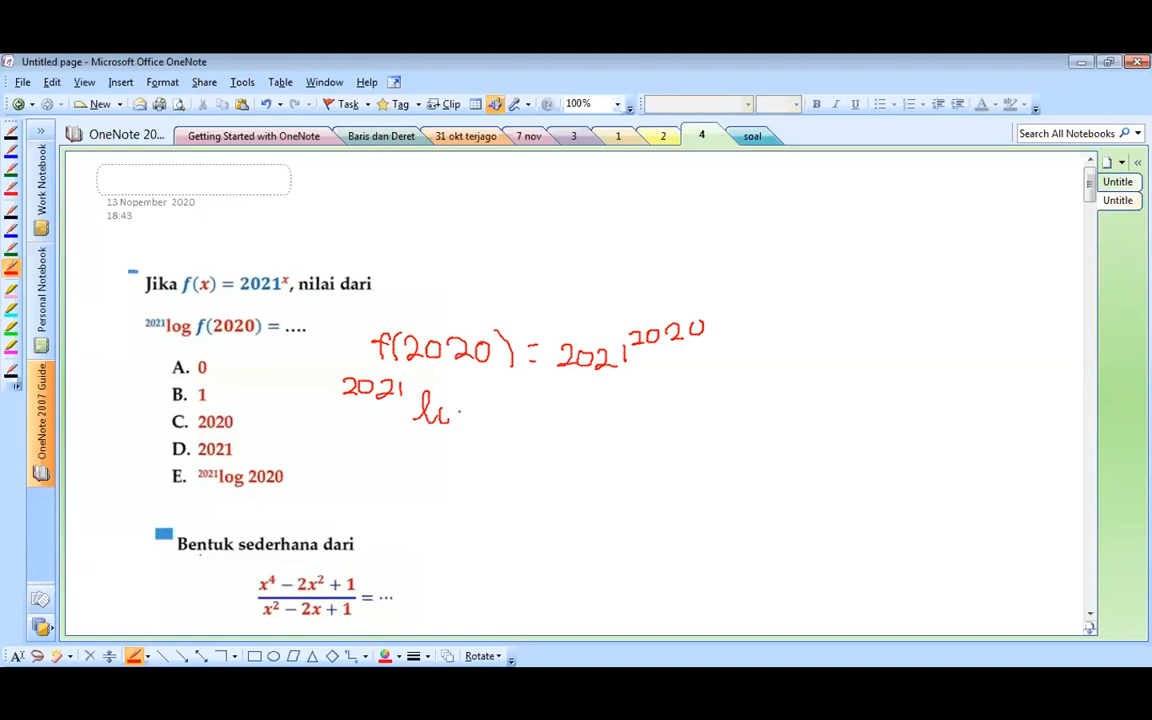 Untitled page - Microsoft Office OneNote
File Edit View Insert Format Share Tools Table Window Help
New Task Tag Clip 100% B I U
OneNote 20... Getting Started with OneNote Baris dan Deret 31 okt terjago 7 nov 3 1 2 4 soal Search All Notebooks
Work Notebook
Personal Notebook
OneNote 2007 Guide
Untitle
Untitle
13 Nopember 2020
18:43
Jika f(x) = 2021ˣ, nilai dari
²⁰²¹log f(2020) = ....
A. 0
B. 1
C. 2020
D. 2021
E. ²⁰²¹log 2020
f(2020) = 2021²⁰²⁰
2021
Bentuk sederhana dari
x⁴ − 2x² + 1
x² − 2x + 1
= ...
Rotate